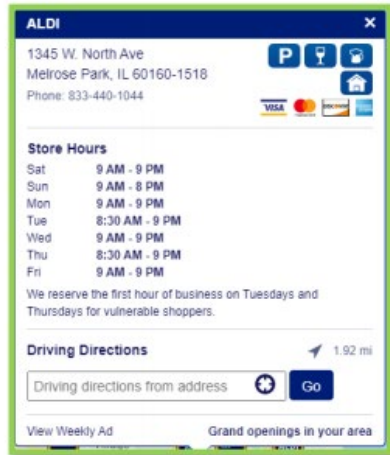 ALDI
1345 W. North Ave
Melrose Park, IL 60160-1518
Phone: 833-440-1044
P
VISA
DISCOVER
Store Hours
Sat 9 AM - 9 PM
Sun 9 AM - 8 PM
Mon 9 AM - 9 PM
Tue 8:30 AM - 9 PM
Wed 9 AM - 9 PM
Thu 8:30 AM - 9 PM
Fri 9 AM - 9 PM
We reserve the first hour of business on Tuesdays and
Thursdays for vulnerable shoppers.
Driving Directions 1.92 mi
Driving directions from address Go
View Weekly Ad Grand openings in your area